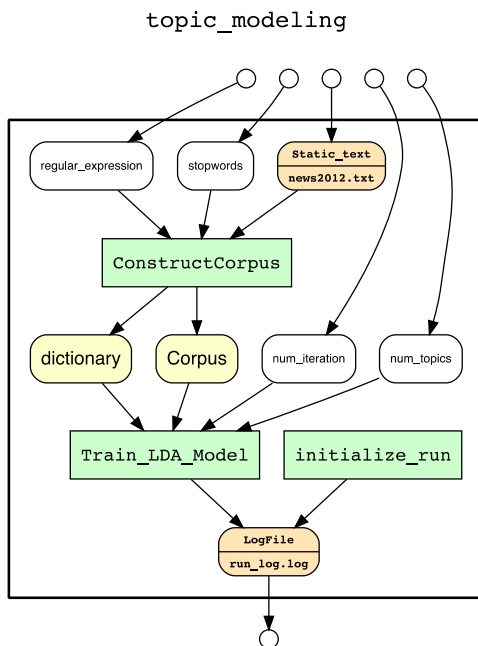 topic_modeling
regular_expression
stopwords
Static_text
news2012.txt
ConstructCorpus
dictionary
Corpus
num_iteration
num_topics
Train_LDA_Model
initialize_run
LogFile
run_log.log